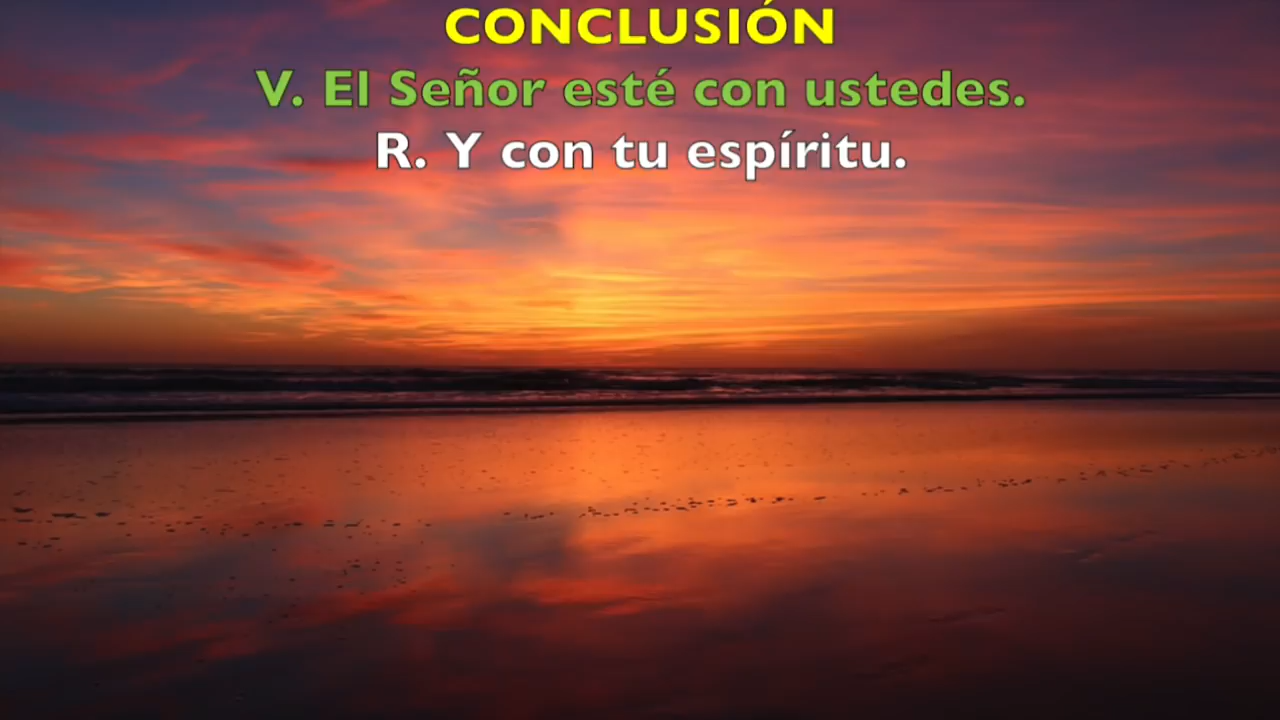 CONCLUSIÓN
V. El Señor esté con ustedes.
R. Y con tu espíritu.